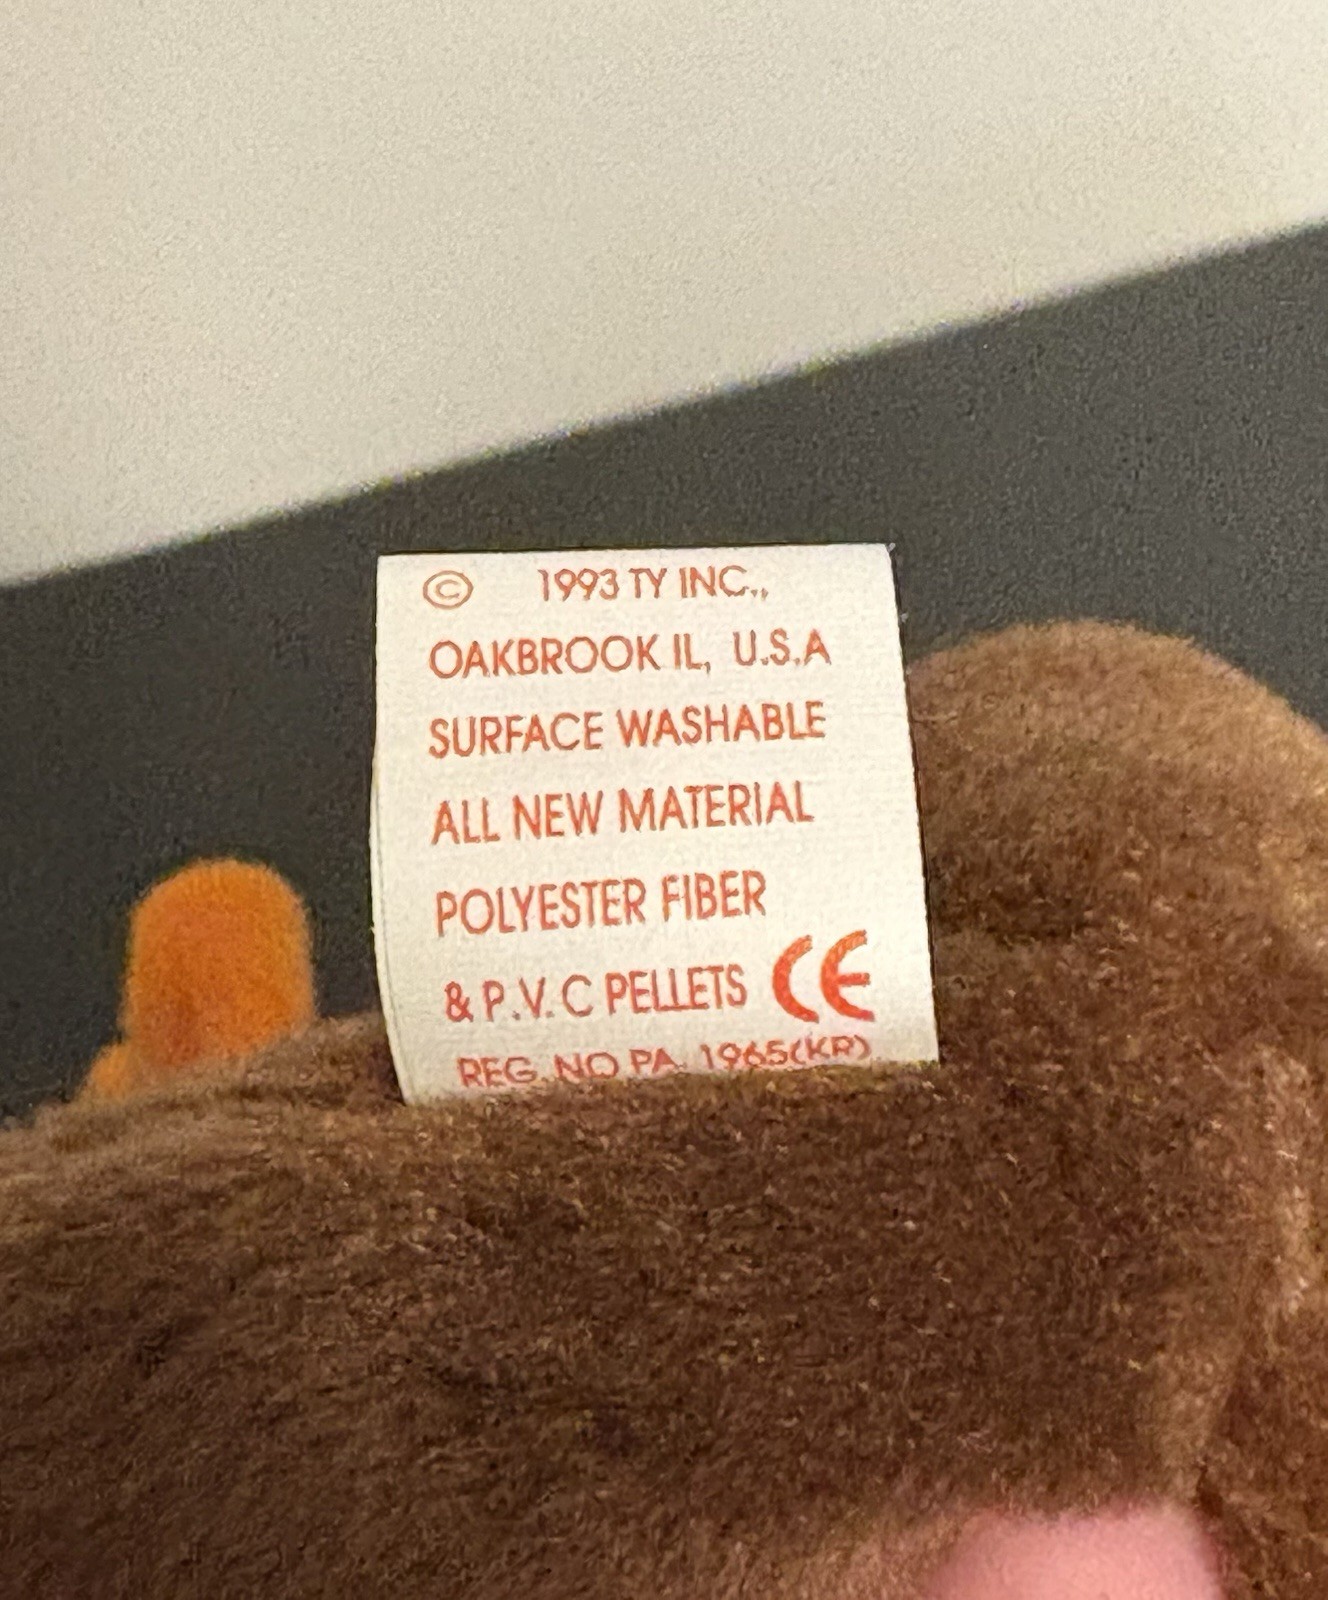 © 1993 TY INC.,
OAKBROOK IL, U.S.A
SURFACE WASHABLE
ALL NEW MATERIAL
POLYESTER FIBER
& P.V.C PELLETS CE
REG. NO PA. 1965(KR)